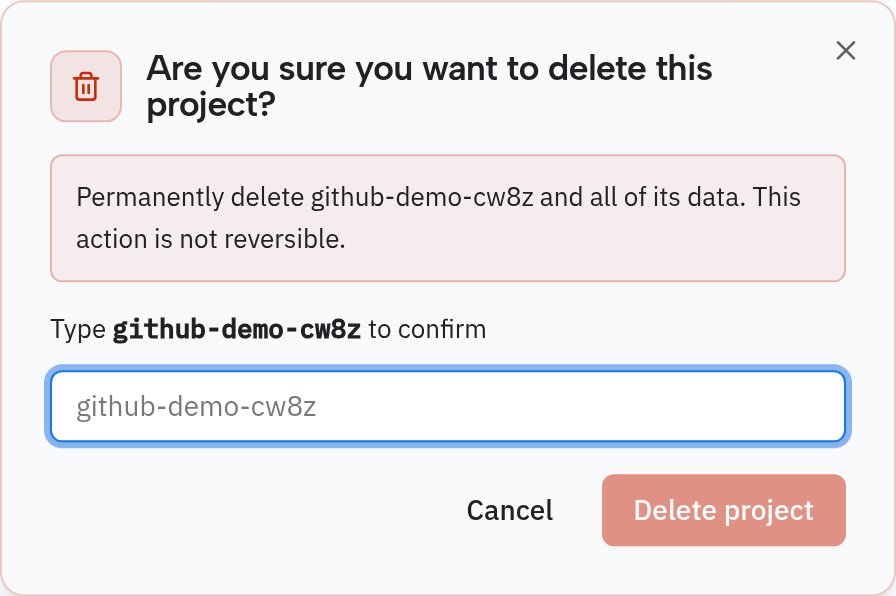 Are you sure you want to delete this
project?
Permanently delete github-demo-cw8z and all of its data. This
action is not reversible.
Type github-demo-cw8z to confirm
github-demo-cw8z
Cancel
Delete project